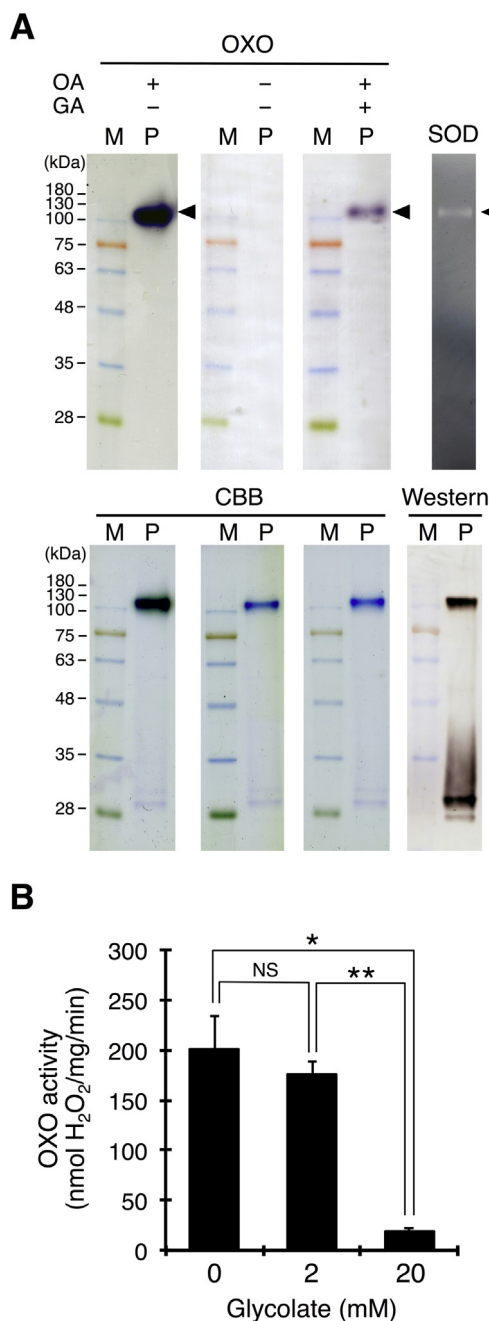 A
OXO
OA + − +
GA − − +
M P M P M P SOD
(kDa)
180
130
100
75
63
48
35
28
CBB Western
M P M P M P M P
(kDa)
180
130
100
75
63
48
35
28
B
300
250
200
150
100
50
0
OXO activity
(nmol H₂O₂/mg/min)
*
NS
**
0 2 20
Glycolate (mM)